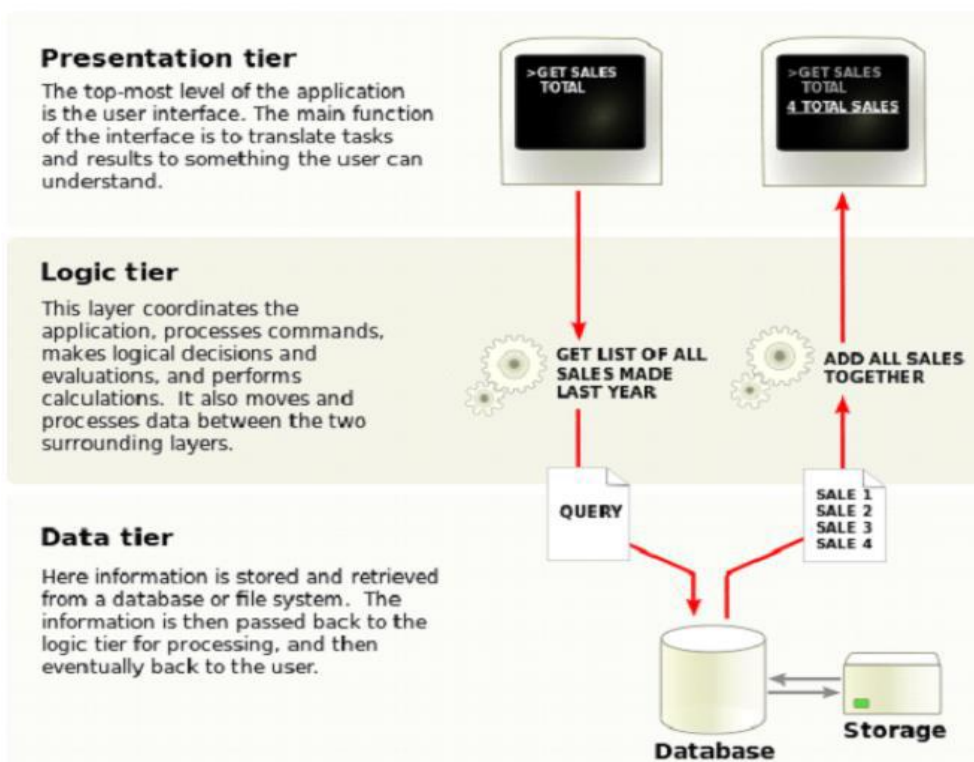 Presentation tier
The top-most level of the application
is the user interface. The main function
of the interface is to translate tasks
and results to something the user can
understand.
>GET SALES
TOTAL
>GET SALES
TOTAL
4 TOTAL SALES
Logic tier
This layer coordinates the
application, processes commands,
makes logical decisions and
evaluations, and performs
calculations. It also moves and
processes data between the two
surrounding layers.
GET LIST OF ALL
SALES MADE
LAST YEAR
ADD ALL SALES
TOGETHER
QUERY
SALE 1
SALE 2
SALE 3
SALE 4
Data tier
Here information is stored and retrieved
from a database or file system. The
information is then passed back to the
logic tier for processing, and then
eventually back to the user.
Database
Storage